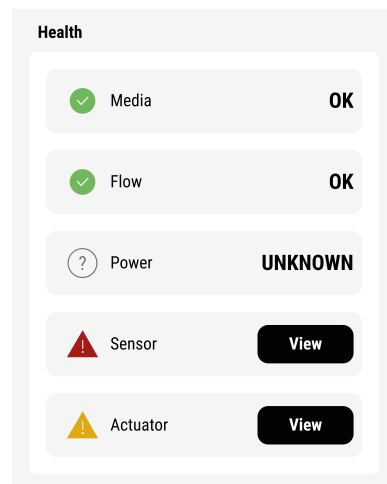 Health
Media OK
Flow OK
? Power UNKNOWN
! Sensor View
! Actuator View